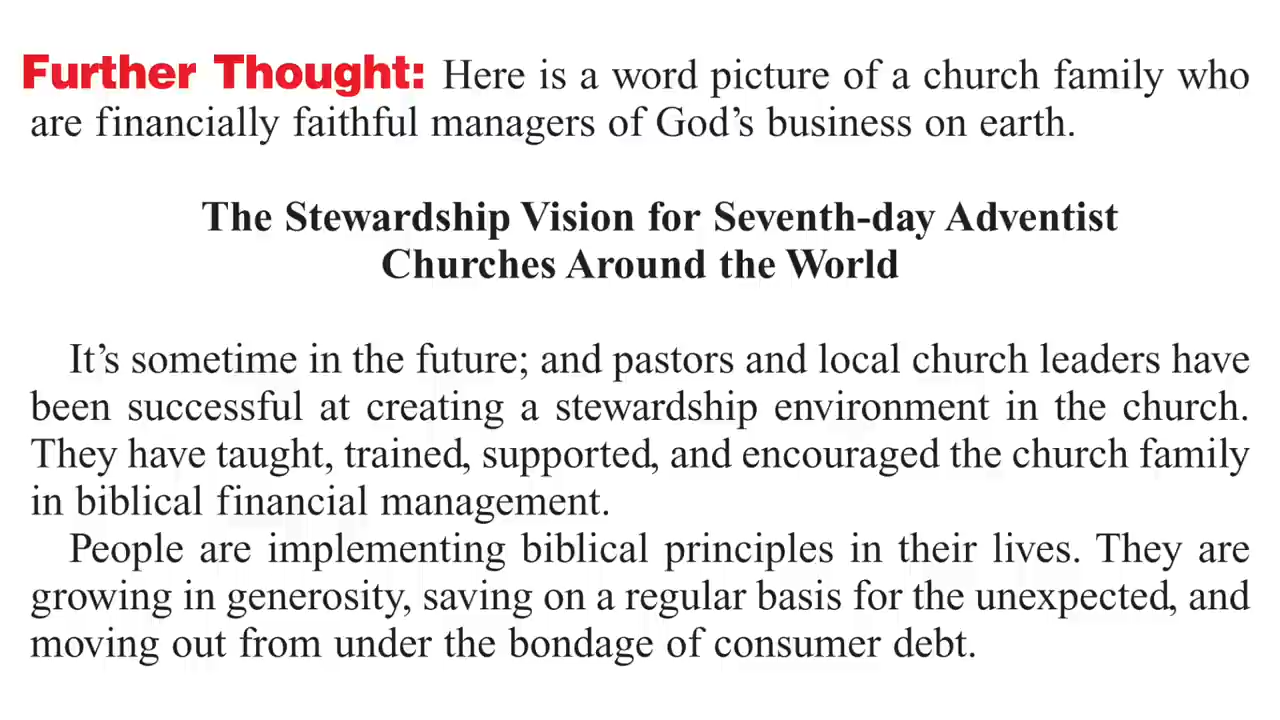 Further Thought: Here is a word picture of a church family who
are financially faithful managers of God’s business on earth.
The Stewardship Vision for Seventh-day Adventist
Churches Around the World
It’s sometime in the future; and pastors and local church leaders have
been successful at creating a stewardship environment in the church.
They have taught, trained, supported, and encouraged the church family
in biblical financial management.
People are implementing biblical principles in their lives. They are
growing in generosity, saving on a regular basis for the unexpected, and
moving out from under the bondage of consumer debt.